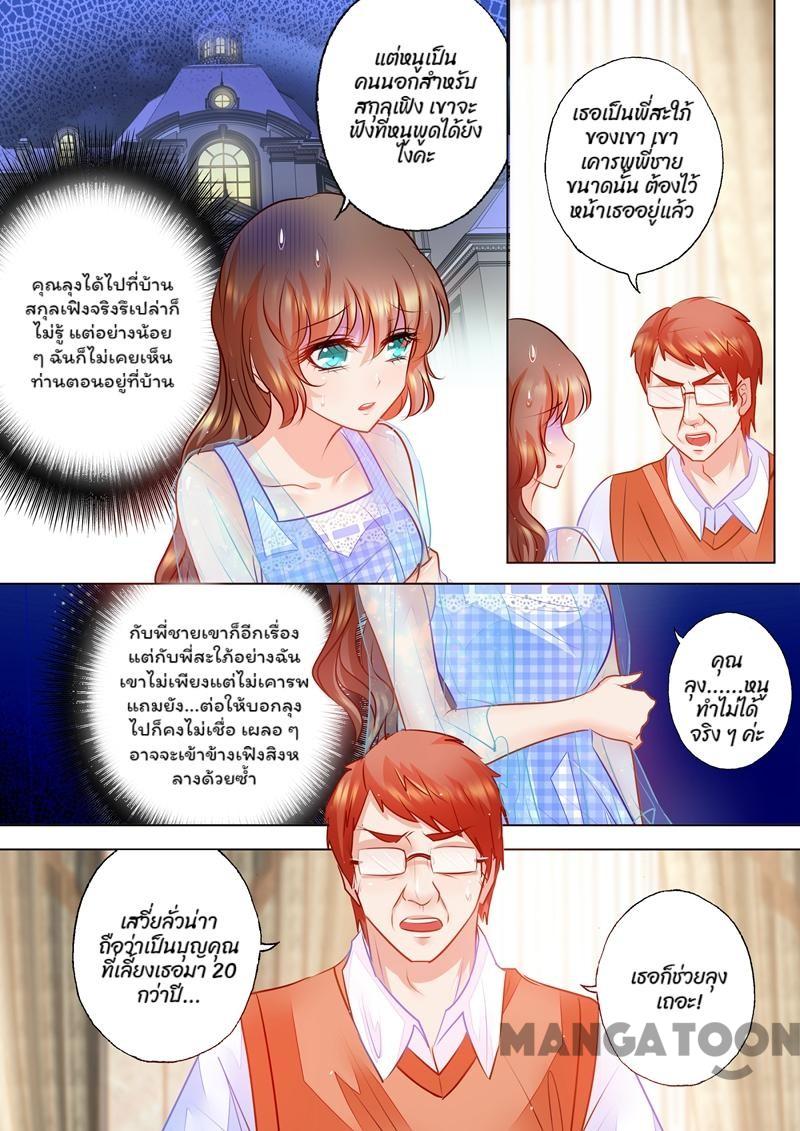 เธอเป็นพี่สะใภ้
ของเขา เขา
เคารพพี่ชาย
ขนาดนั้น ต้องไว้
หน้าเธออยู่แล้ว
แต่หนูเป็น
คนนอกสำหรับ
สกุลเฟิง เขาจะ
ฟังที่หนูพูดได้ยัง
ไงคะ
คุณลุงได้ไปที่บ้าน
สกุลเฟิงจริงรึเปล่าก็
ไม่รู้ แต่อย่างน้อย
ๆ ฉันก็ไม่เคยเห็น
ท่านตอนอยู่ที่บ้าน
คุณ
ลุง......หนู
ทำไม่ได้
จริง ๆ ค่ะ
กับพี่ชายเขาก็อีกเรื่อง
แต่กับพี่สะใภ้อย่างฉัน
เขาไม่เพียงแต่ไม่เคารพ
แถมยัง...ต่อให้บอกลุง
ไปก็คงไม่เชื่อ เผลอ ๆ
อาจจะเข้าข้างเฟิงสิงห
ลางด้วยซ้ำ
เธอก็ช่วยลุง
เถอะ!
เสวี่ยลั่วน่าา
ถือว่าเป็นบุญคุณ
ที่เลี้ยงเธอมา 20
กว่าปี...
MANGATOON